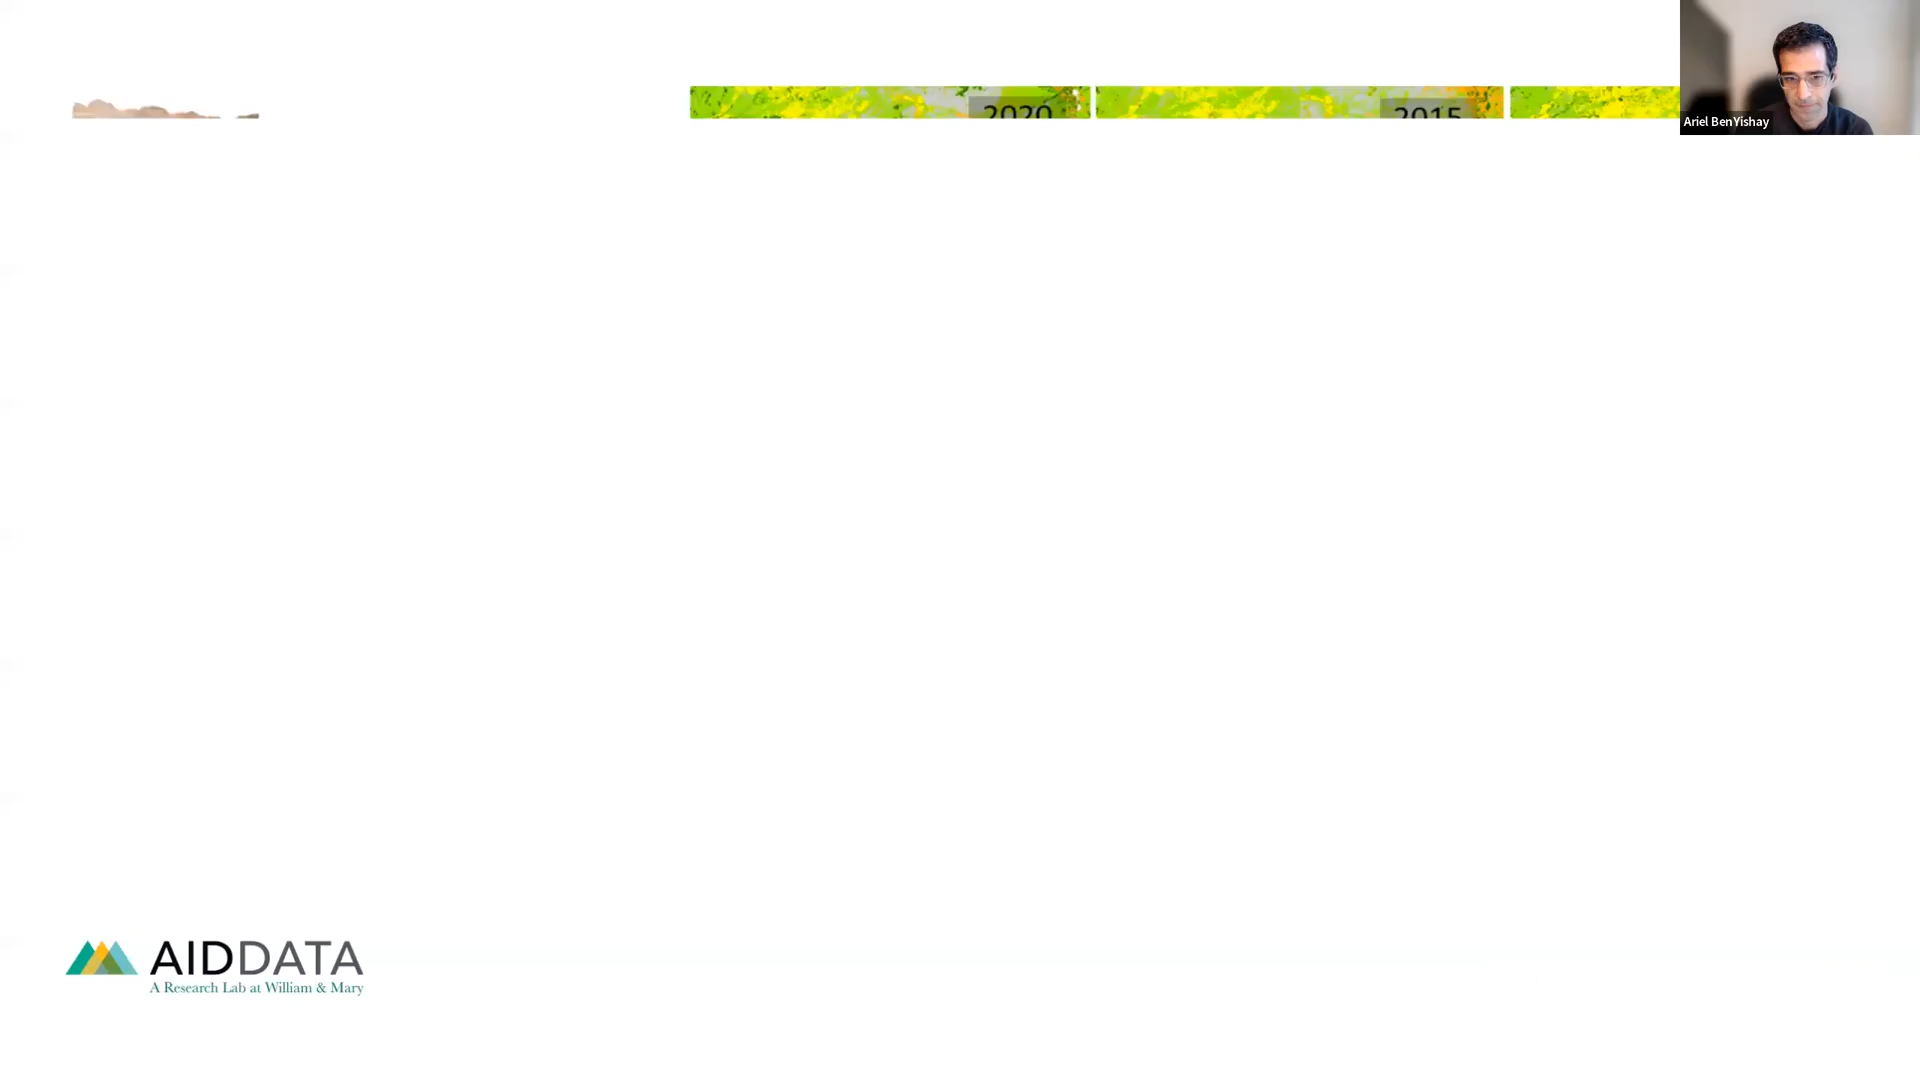 2020
2015
Ariel BenYishay
AIDDATA
A Research Lab at William & Mary